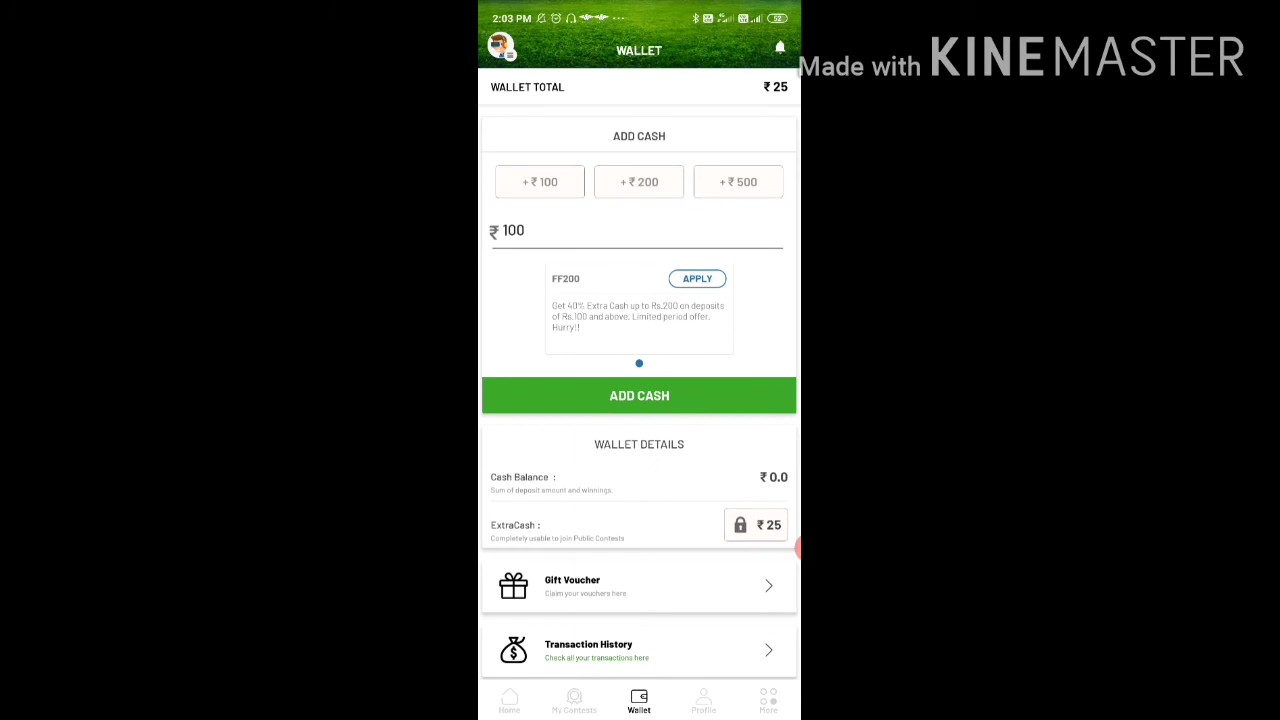 2:03 PM
52
Made with KINEMASTER
WALLET
WALLET TOTAL ₹ 25
ADD CASH
+ ₹ 100 + ₹ 200 + ₹ 500
₹ 100
FF200 APPLY
Get 40% Extra Cash up to Rs.200 on deposits
of Rs.100 and above. Limited period offer.
Hurry!!
ADD CASH
WALLET DETAILS
Cash Balance : ₹ 0.0
Sum of deposit amount and winnings.
ExtraCash : ₹ 25
Completely usable to join Public Contests
Gift Voucher
Claim your vouchers here
Transaction History
Check all your transactions here
Home My Contests Wallet Profile More